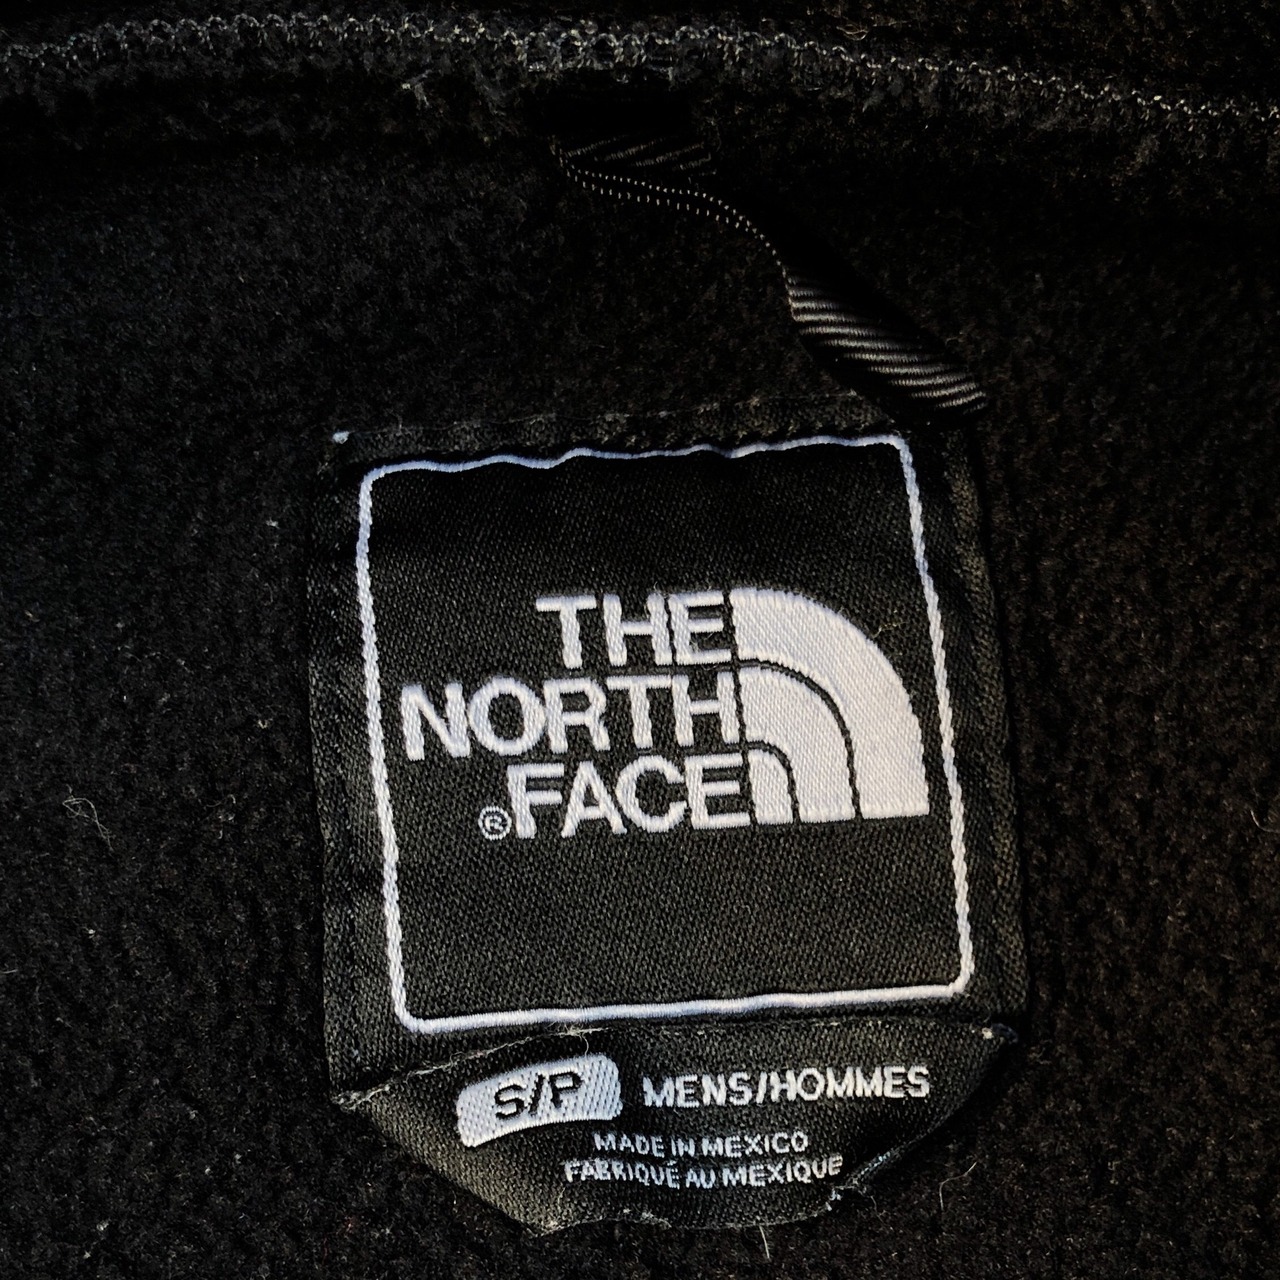 THE
NORTH
®FACE
S/P MENS/HOMMES
MADE IN MEXICO
FABRIQUÉ AU MEXIQUE